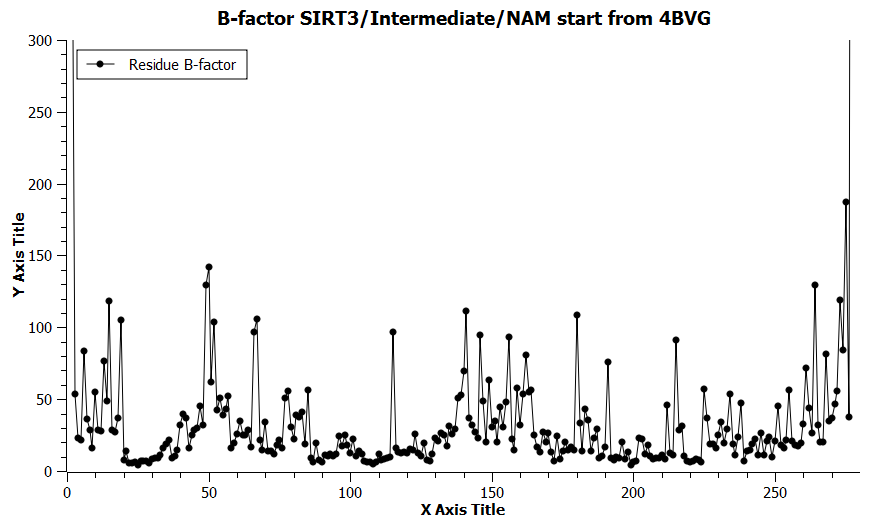 B-factor SIRT3/Intermediate/NAM start from 4BVG
Residue B-factor
Y Axis Title
300
250
200
150
100
50
0
0 50 100 150 200 250
X Axis Title